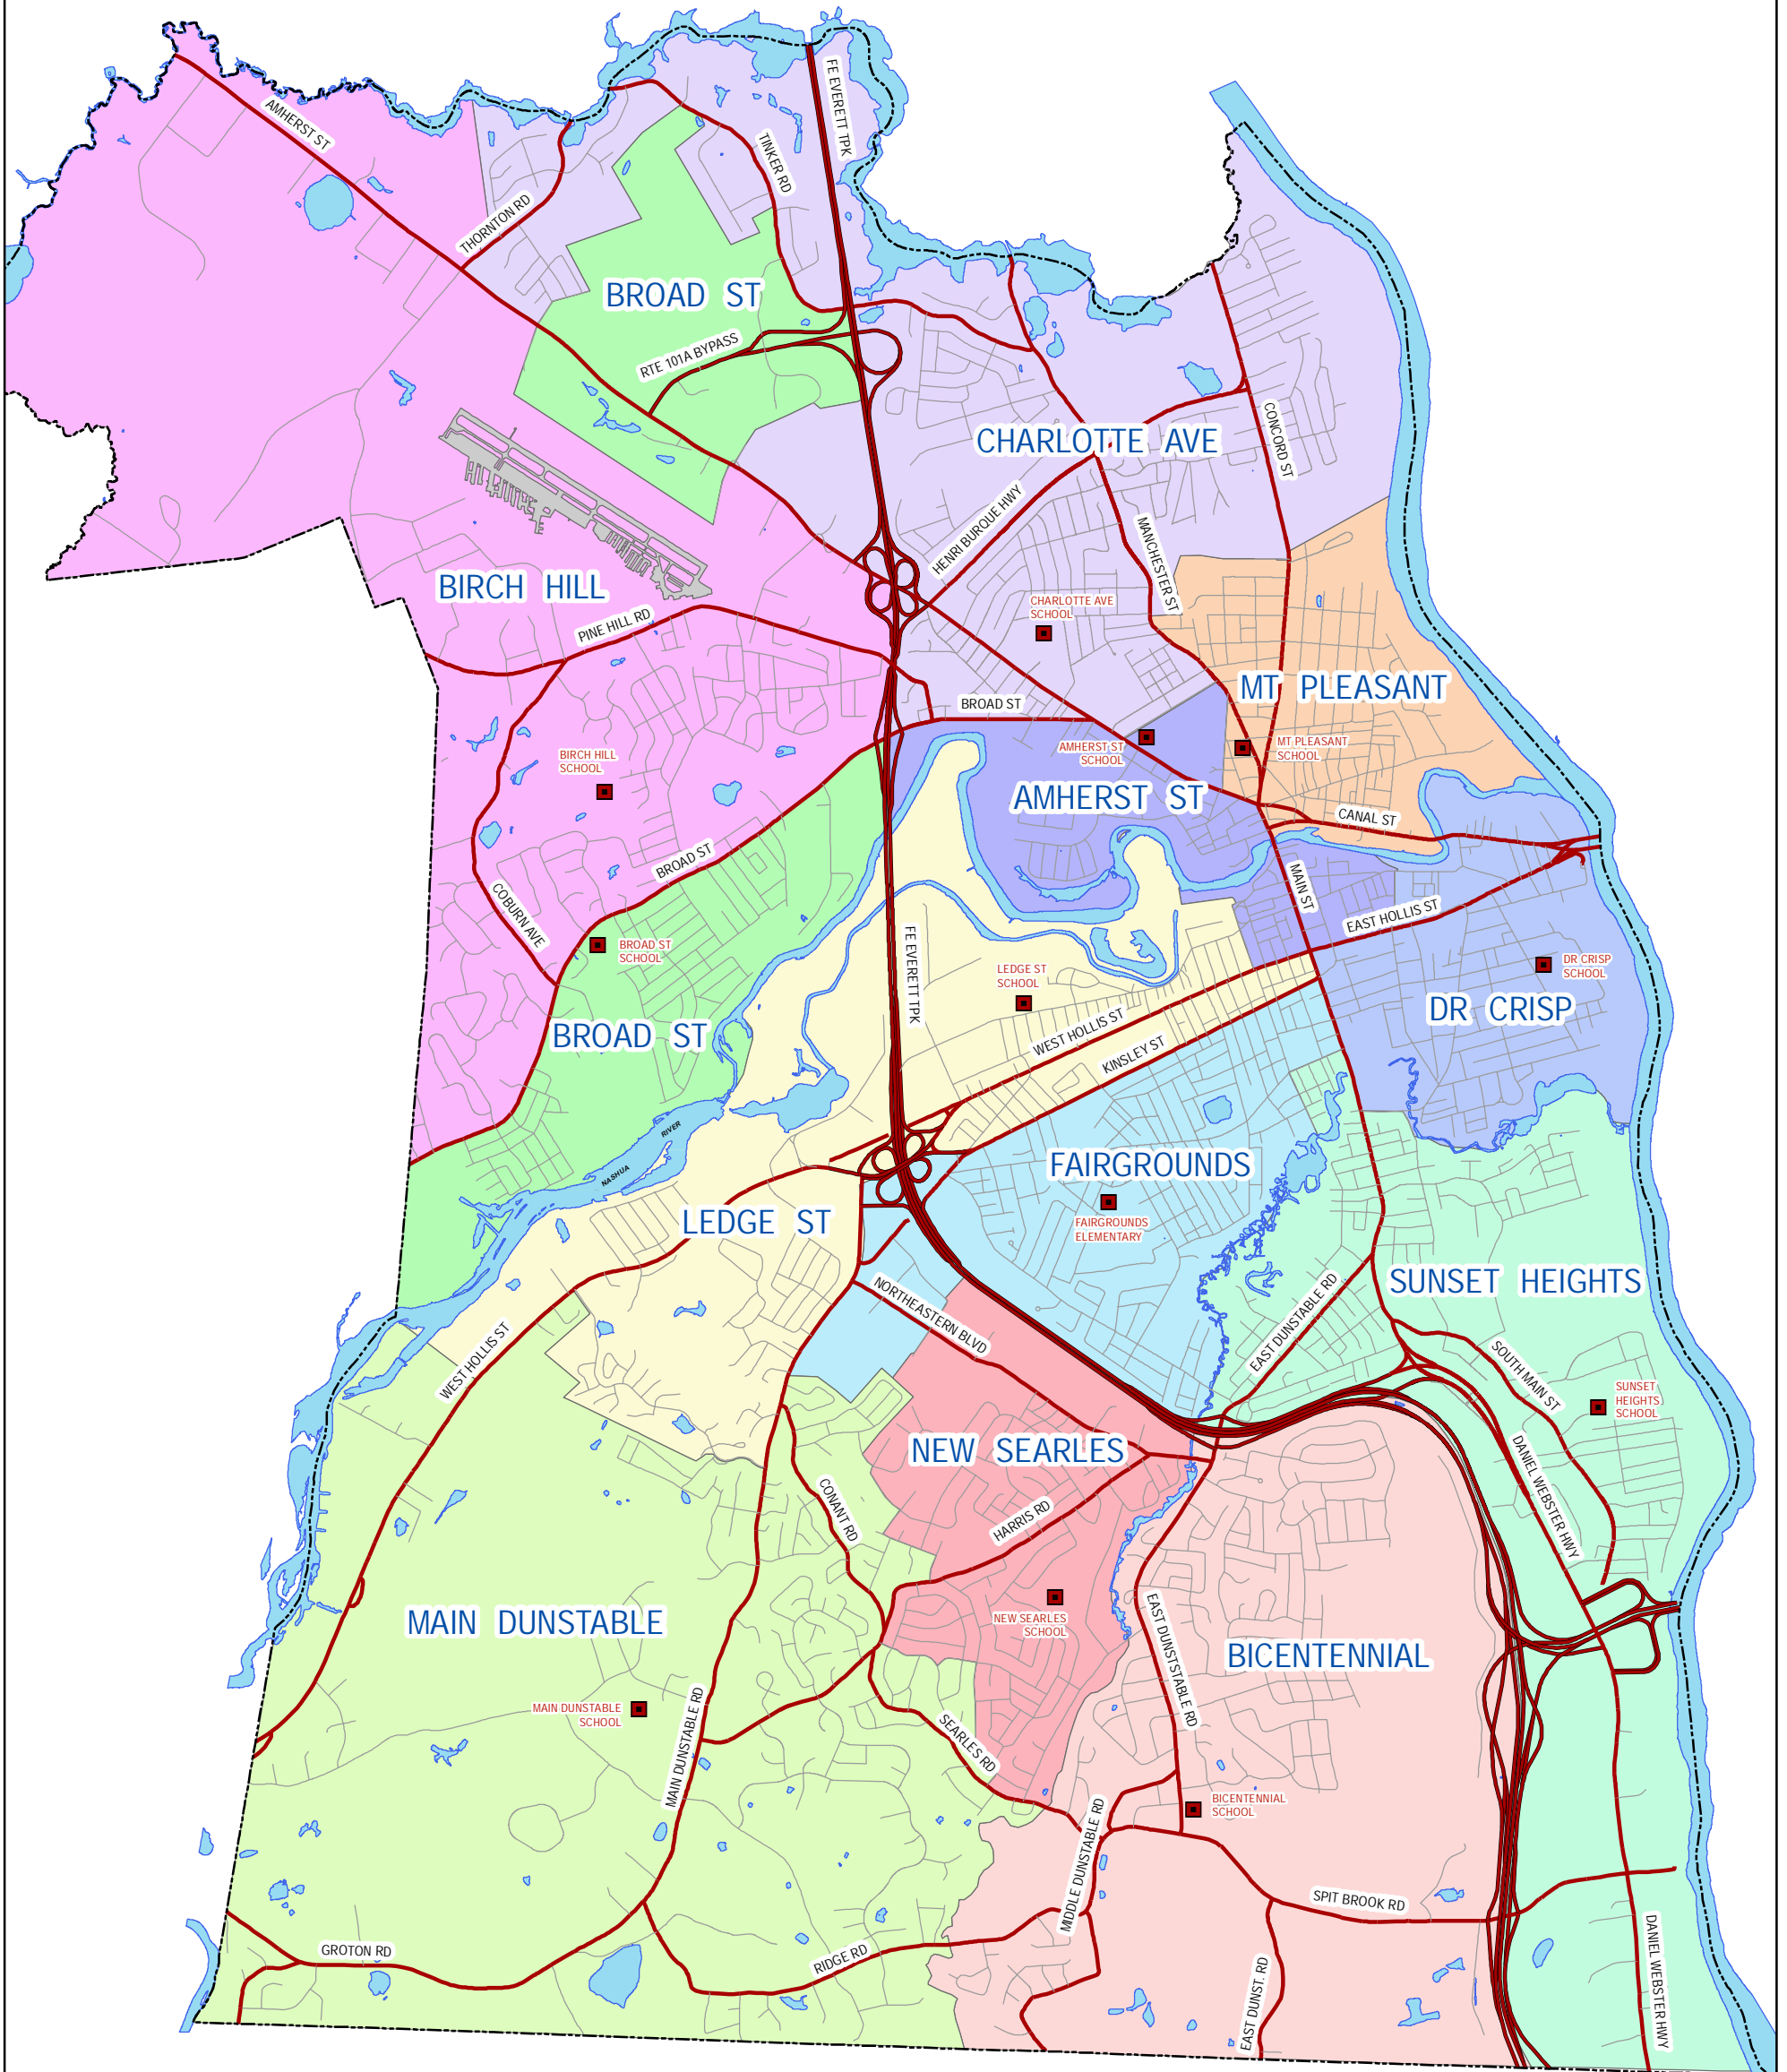 AMHERST ST
FE EVERETT TPK
TINKER RD
THORNTON RD
BROAD ST
RTE 101A BYPASS
CHARLOTTE AVE
CONCORD ST
HENRI BURQUE HWY
MANCHESTER ST
BIRCH HILL
CHARLOTTE AVE
SCHOOL
PINE HILL RD
MT PLEASANT
BROAD ST
AMHERST ST
SCHOOL
MT PLEASANT
SCHOOL
BIRCH HILL
SCHOOL
AMHERST ST
CANAL ST
BROAD ST
MAIN ST
COBURN AVE
EAST HOLLIS ST
BROAD ST
SCHOOL
FE EVERETT TPK
LEDGE ST
SCHOOL
DR CRISP
SCHOOL
DR CRISP
BROAD ST
WEST HOLLIS ST
KINSLEY ST
RIVER
NASHUA
FAIRGROUNDS
FAIRGROUNDS
ELEMENTARY
LEDGE ST
SUNSET HEIGHTS
NORTHEASTERN BLVD
EAST DUNSTABLE RD
WEST HOLLIS ST
SOUTH MAIN ST
SUNSET
HEIGHTS
SCHOOL
NEW SEARLES
CONANT RD
DANIEL WEBSTER HWY
HARRIS RD
NEW SEARLES
SCHOOL
MAIN DUNSTABLE
EAST DUNSTSTABLE RD
BICENTENNIAL
MAIN DUNSTABLE
SCHOOL
MAIN DUNSTABLE RD
SEARLES RD
BICENTENNIAL
SCHOOL
MIDDLE DUNSTABLE RD
SPIT BROOK RD
GROTON RD
RIDGE RD
EAST DUNST. RD
DANIEL WEBSTER HWY